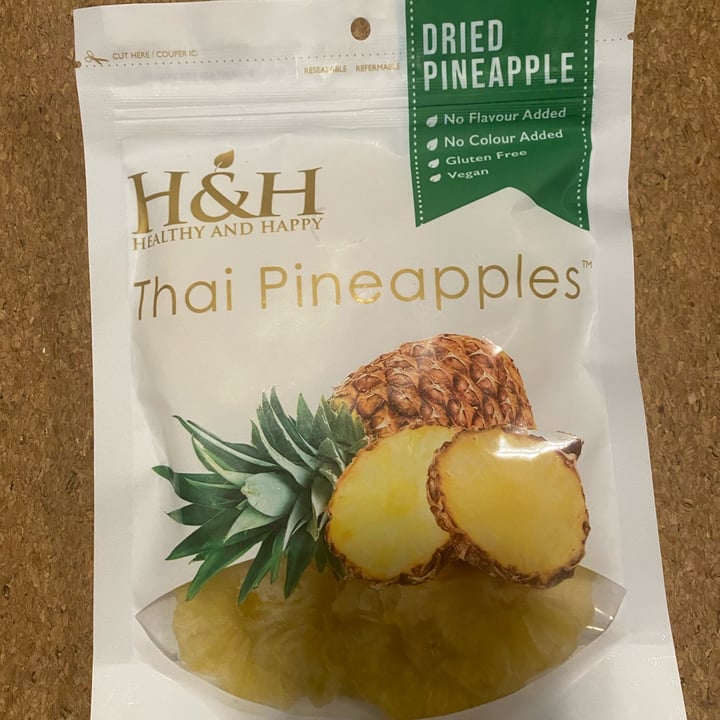 CUT HERE / COUPER ICI
RESEALABLE REFERMABLE
DRIED
PINEAPPLE
No Flavour Added
No Colour Added
Gluten Free
Vegan
H&H
HEALTHY AND HAPPY
Thai Pineapples™